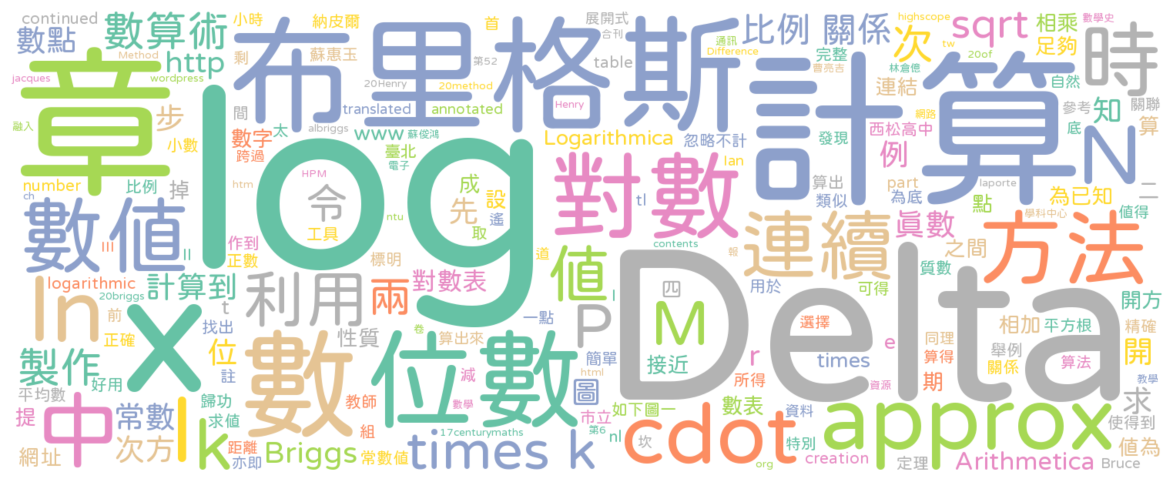 continued
小時
納皮爾
首
展開式
合刊
比例
關係
highscope
通訊
數學史
數點
數算術
布里格斯
Difference
完整
次
sqrt
相乘
足夠
20of
tw
時
jacques
Method
http
剩
蘇惠玉
20Henry
第52
20method
table
曹亮吉
林倉億
自然
wordpress
章
log
計算
連結
知
關聯
參考
底
算
N
融入
步
間
translated
annotated
Henry
網路
albriggs
www
蘇俊鴻
Logarithmica
忽略不計
發現
西松高中
小數
數字
太
跨過
臺北
電子
例
number
比例
掉
htm
HPM
令
成
先
設
遙
取
對數
Ian
tl
算出
類似
part
為底
laporte
為已知
二
ch
ntu
工具
點
學科中心
值得
數值
III
II
作到
正數
標明
道
contents
連續
報
真數
之間
方法
logarithmic
20briggs
計算到
t
利用
對數表
兩
值
l
Delta
四
用於
質數
可得
開方
ln
x
前
正確
找出
性質
卷
一點
P
M
選擇
相加
平方根
精確
製作
位
註
數
算出來
位數
簡單
html
接近
r
times
e
同理
算得
舉例
關係
算法
開
好用
平均數
歸功
減
圖
所得
期
資源
教學
提
中
常數
求值
教師
數學
市立
如下圖一
數表
資料
approx
求
使得到
網址
次方
lk
距離
亦即
Briggs
組
常數值
17centurymaths
times k
第6
nl
cdot
坎
特別
creation
org
定理
Arithmetica
值為
Bruce